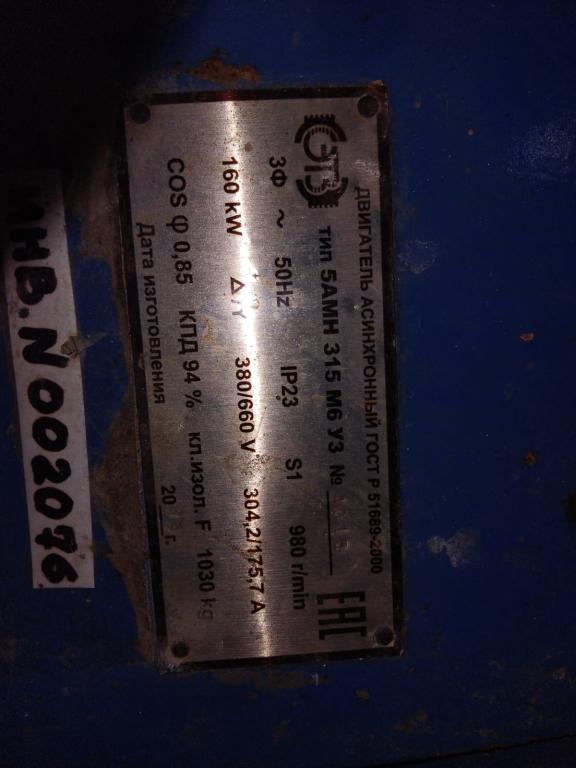 ДВИГАТЕЛЬ АСИНХРОННЫЙ ГОСТ Р 51689-2000
тип 5АМН 315 М6 У3 №
3Ф ~ 50Hz IP23 S1 980 r/min
160 kW Δ/Y 380/660 V 304,2/175,7 A
COS φ 0,85 КПД 94 % кл.изол. F 1030 kg
Дата изготовления 20__ г.
ЕАС
ИНВ.N 002076